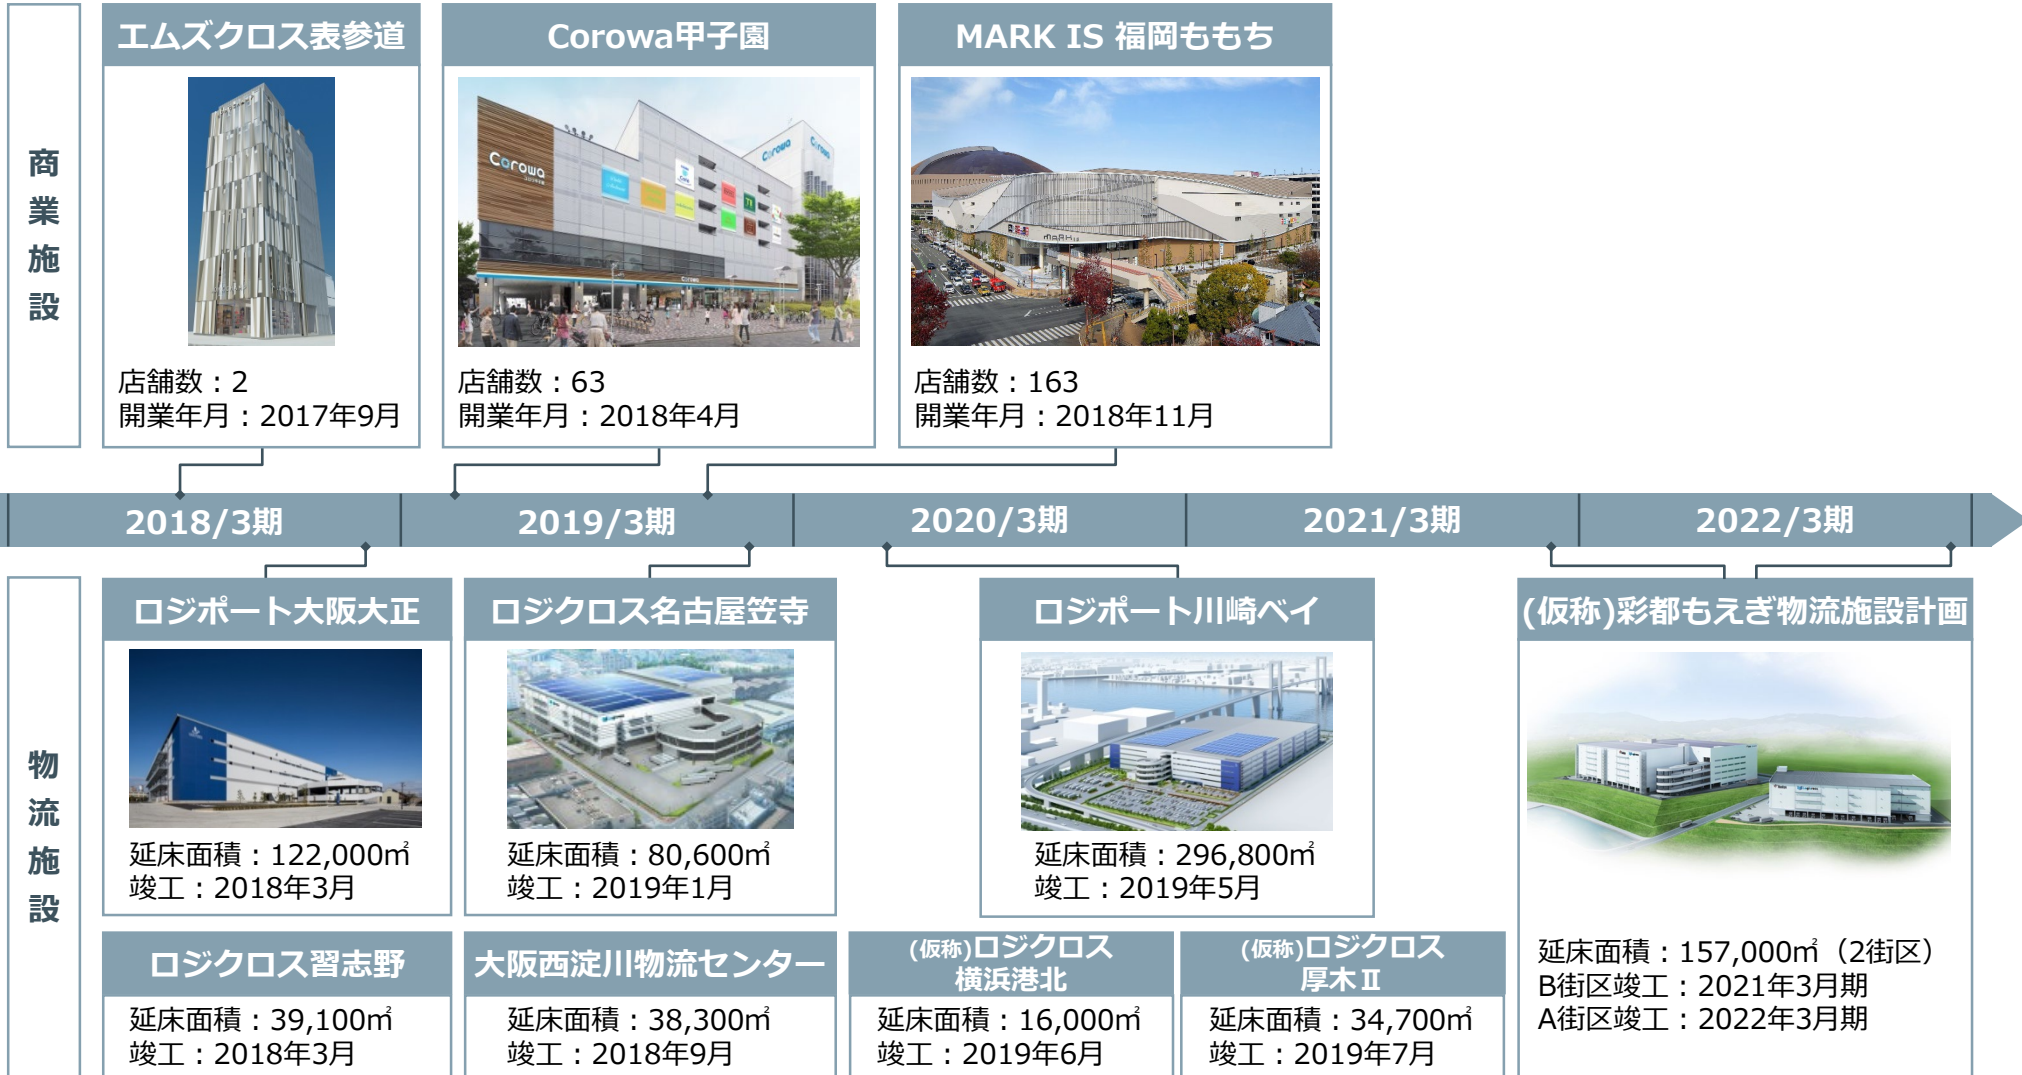 商業施設
エムズクロス表参道
店舗数：2
開業年月：2017年9月
Corowa甲子園
Corowa
Corowa
Corowa
Corowa
店舗数：63
開業年月：2018年4月
MARK IS 福岡ももち
店舗数：163
開業年月：2018年11月
2018/3期
2019/3期
2020/3期
2021/3期
2022/3期
物流施設
ロジポート大阪大正
延床面積：122,000㎡
竣工：2018年3月
ロジクロス名古屋笠寺
延床面積：80,600㎡
竣工：2019年1月
ロジポート川崎ベイ
延床面積：296,800㎡
竣工：2019年5月
(仮称)彩都もえぎ物流施設計画
延床面積：157,000㎡（2街区）
B街区竣工：2021年3月期
A街区竣工：2022年3月期
ロジクロス習志野
延床面積：39,100㎡
竣工：2018年3月
大阪西淀川物流センター
延床面積：38,300㎡
竣工：2018年9月
(仮称)ロジクロス
横浜港北
延床面積：16,000㎡
竣工：2019年6月
(仮称)ロジクロス
厚木Ⅱ
延床面積：34,700㎡
竣工：2019年7月